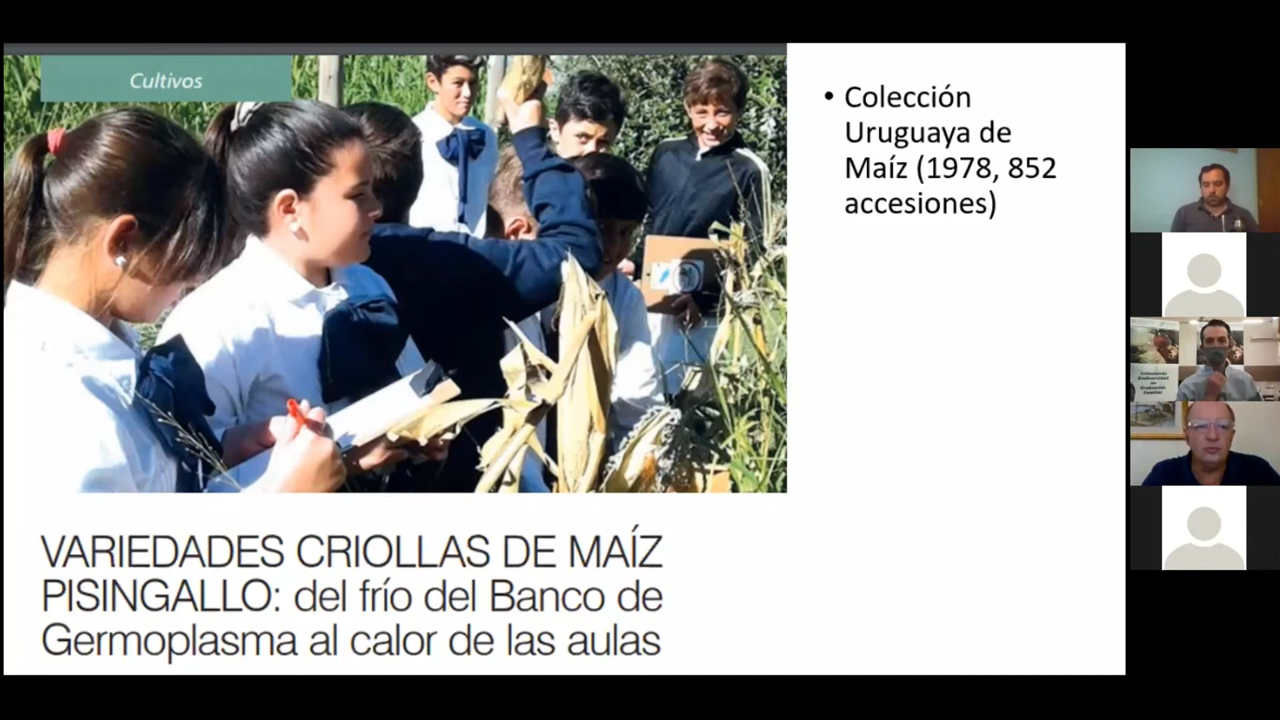 Cultivos
• Colección
Uruguaya de
Maíz (1978, 852
accesiones)
VARIEDADES CRIOLLAS DE MAÍZ
PISINGALLO: del frío del Banco de
Germoplasma al calor de las aulas